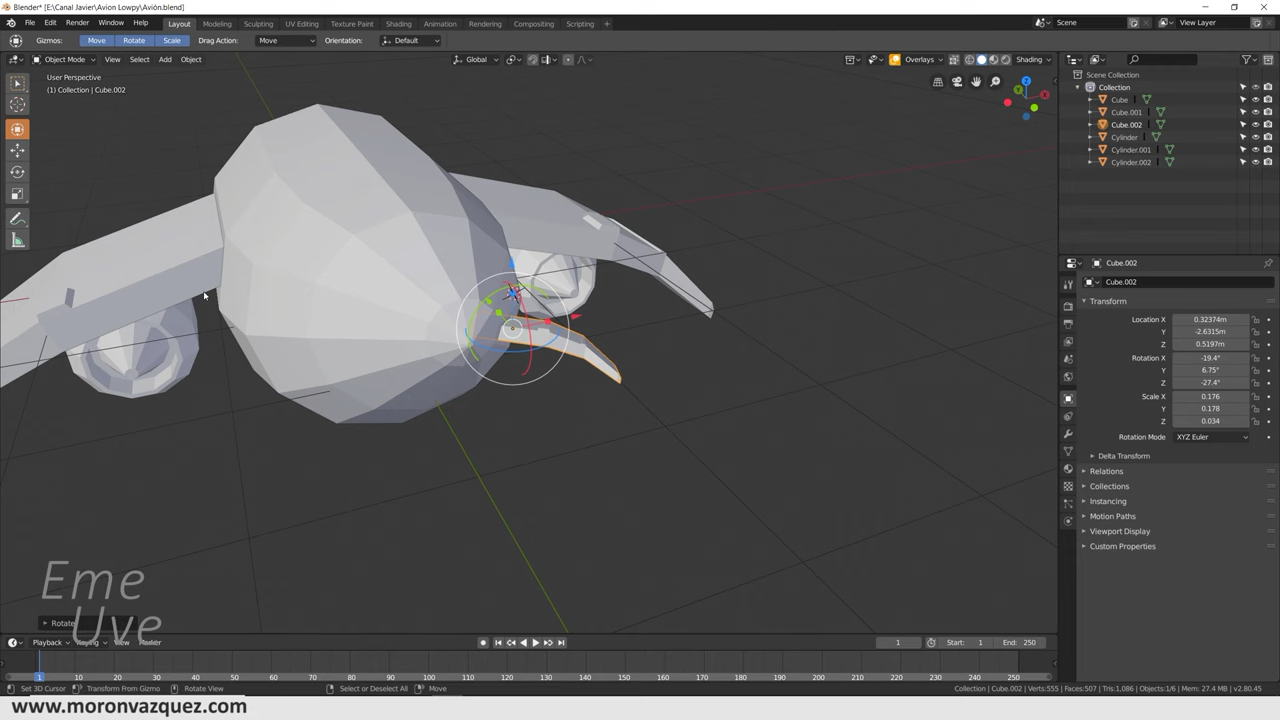 Blender* [E:\Canal Javier\Avion Lowpy\Avión.blend]
File Edit Render Window Help Layout Modeling Sculpting UV Editing Texture Paint Shading Animation Rendering Compositing Scripting + Scene View Layer
Gizmos: Move Rotate Scale Drag Action: Move Orientation: Default
Object Mode View Select Add Object Global Overlays Shading
User Perspective
(1) Collection | Cube.002
Z
Y
X
Scene Collection
Collection
Cube
Cube.001
Cube.002
Cylinder
Cylinder.001
Cylinder.002
Cube.002
Cube.002
Transform
Location X 0.32374m
Y -2.6315m
Z 0.5197m
Rotation X -19.4°
Y 6.75°
Z -27.4°
Scale X 0.176
Y 0.178
Z 0.034
Rotation Mode XYZ Euler
Delta Transform
Relations
Collections
Instancing
Motion Paths
Viewport Display
Custom Properties
Eme
Uve
Rotate
Playback Keying View Marker 1 Start: 1 End: 250
1 10 20 30 40 50 60 70 80 90 100 110 120 130 140 150 160 170 180 190 200 210 220 230 240 250
Set 3D Cursor Transform From Gizmo Rotate View Select or Deselect All Move Collection | Cube.002 | Verts:555 | Faces:507 | Tris:1,086 | Objects:1/6 | Mem: 27.4 MB | v2.80.45
www.moronvazquez.com